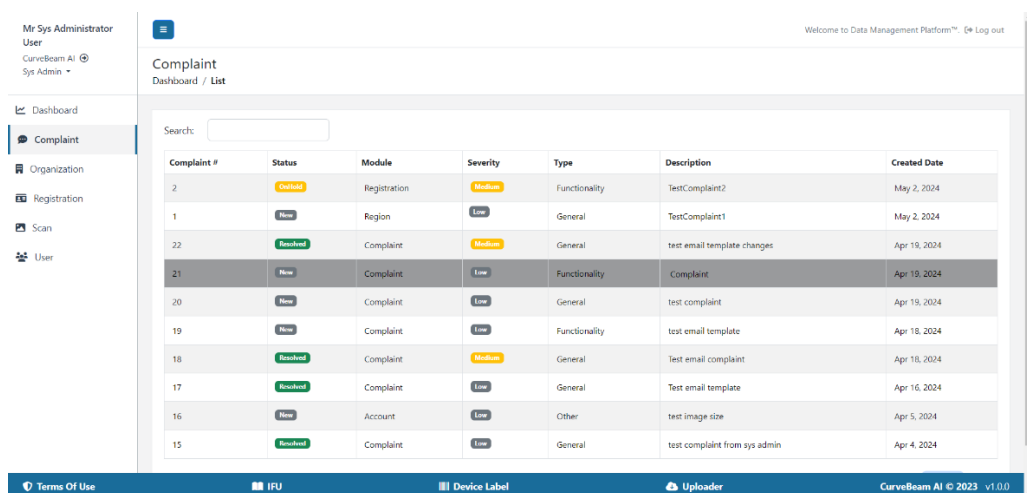 Mr Sys Administrator
User
CurveBeam AI
Sys Admin
Welcome to Data Management Platform™. Log out
Complaint
Dashboard / List
Dashboard
Complaint
Organization
Registration
Scan
User
Search:
Complaint # Status Module Severity Type Description Created Date
2 OnHold Registration Medium Functionality TestComplaint2 May 2, 2024
1 New Region Low General TestComplaint1 May 2, 2024
22 Resolved Complaint Medium General test email template changes Apr 19, 2024
21 New Complaint Low Functionality Complaint Apr 19, 2024
20 New Complaint Low General test complaint Apr 19, 2024
19 New Complaint Low Functionality test email template Apr 18, 2024
18 Resolved Complaint Medium General Test email complaint Apr 18, 2024
17 Resolved Complaint Low General Test email template Apr 16, 2024
16 New Account Low Other test image size Apr 5, 2024
15 Resolved Complaint Low General test complaint from sys admin Apr 4, 2024
Terms Of Use IFU Device Label Uploader CurveBeam AI © 2023 v1.0.0